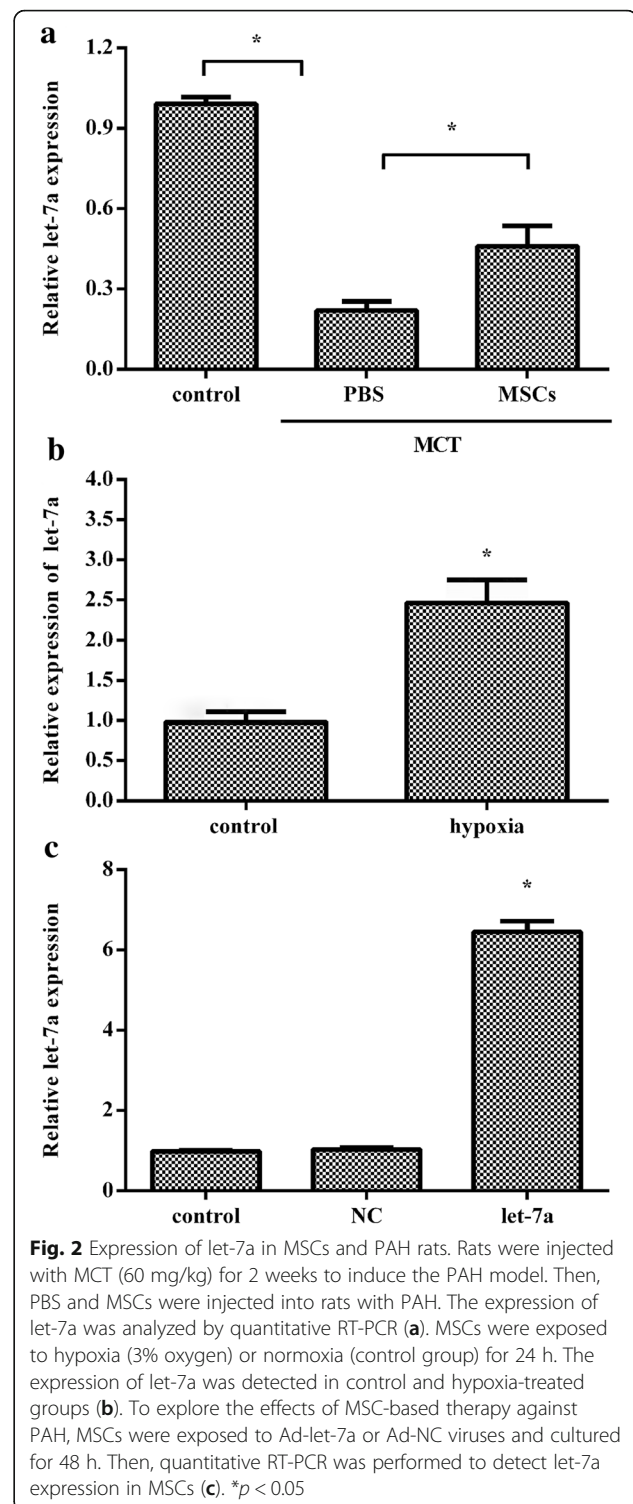 a
Relative let-7a expression
1.2
0.9
0.6
0.3
0.0
*
*
control
PBS
MSCs
MCT
b
Relative expression of let-7a
4.0
3.5
3.0
2.5
2.0
1.5
1.0
0.5
0.0
*
control
hypoxia
c
Relative let-7a expression
8
6
4
2
0
*
control
NC
let-7a
Fig. 2 Expression of let-7a in MSCs and PAH rats. Rats were injected
with MCT (60 mg/kg) for 2 weeks to induce the PAH model. Then,
PBS and MSCs were injected into rats with PAH. The expression of
let-7a was analyzed by quantitative RT-PCR (a). MSCs were exposed
to hypoxia (3% oxygen) or normoxia (control group) for 24 h. The
expression of let-7a was detected in control and hypoxia-treated
groups (b). To explore the effects of MSC-based therapy against
PAH, MSCs were exposed to Ad-let-7a or Ad-NC viruses and cultured
for 48 h. Then, quantitative RT-PCR was performed to detect let-7a
expression in MSCs (c). *p < 0.05